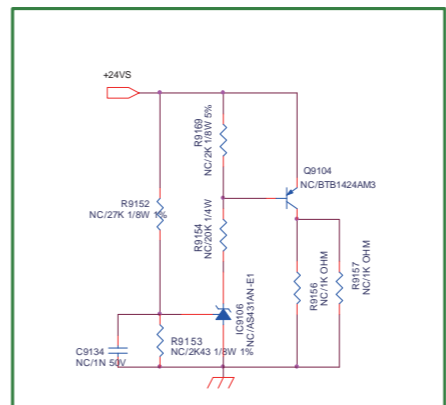 +24VS
R9169
NC/2K 1/8W 5%
Q9104
NC/BTB1424AM3
R9152
NC/27K 1/8W 1%
R9154
NC/20K 1/4W
R9156
NC/1K OHM
R9157
NC/1K OHM
IC9106
NC/AS431AN-E1
R9153
NC/2K43 1/8W 1%
C9134
NC/1N 50V